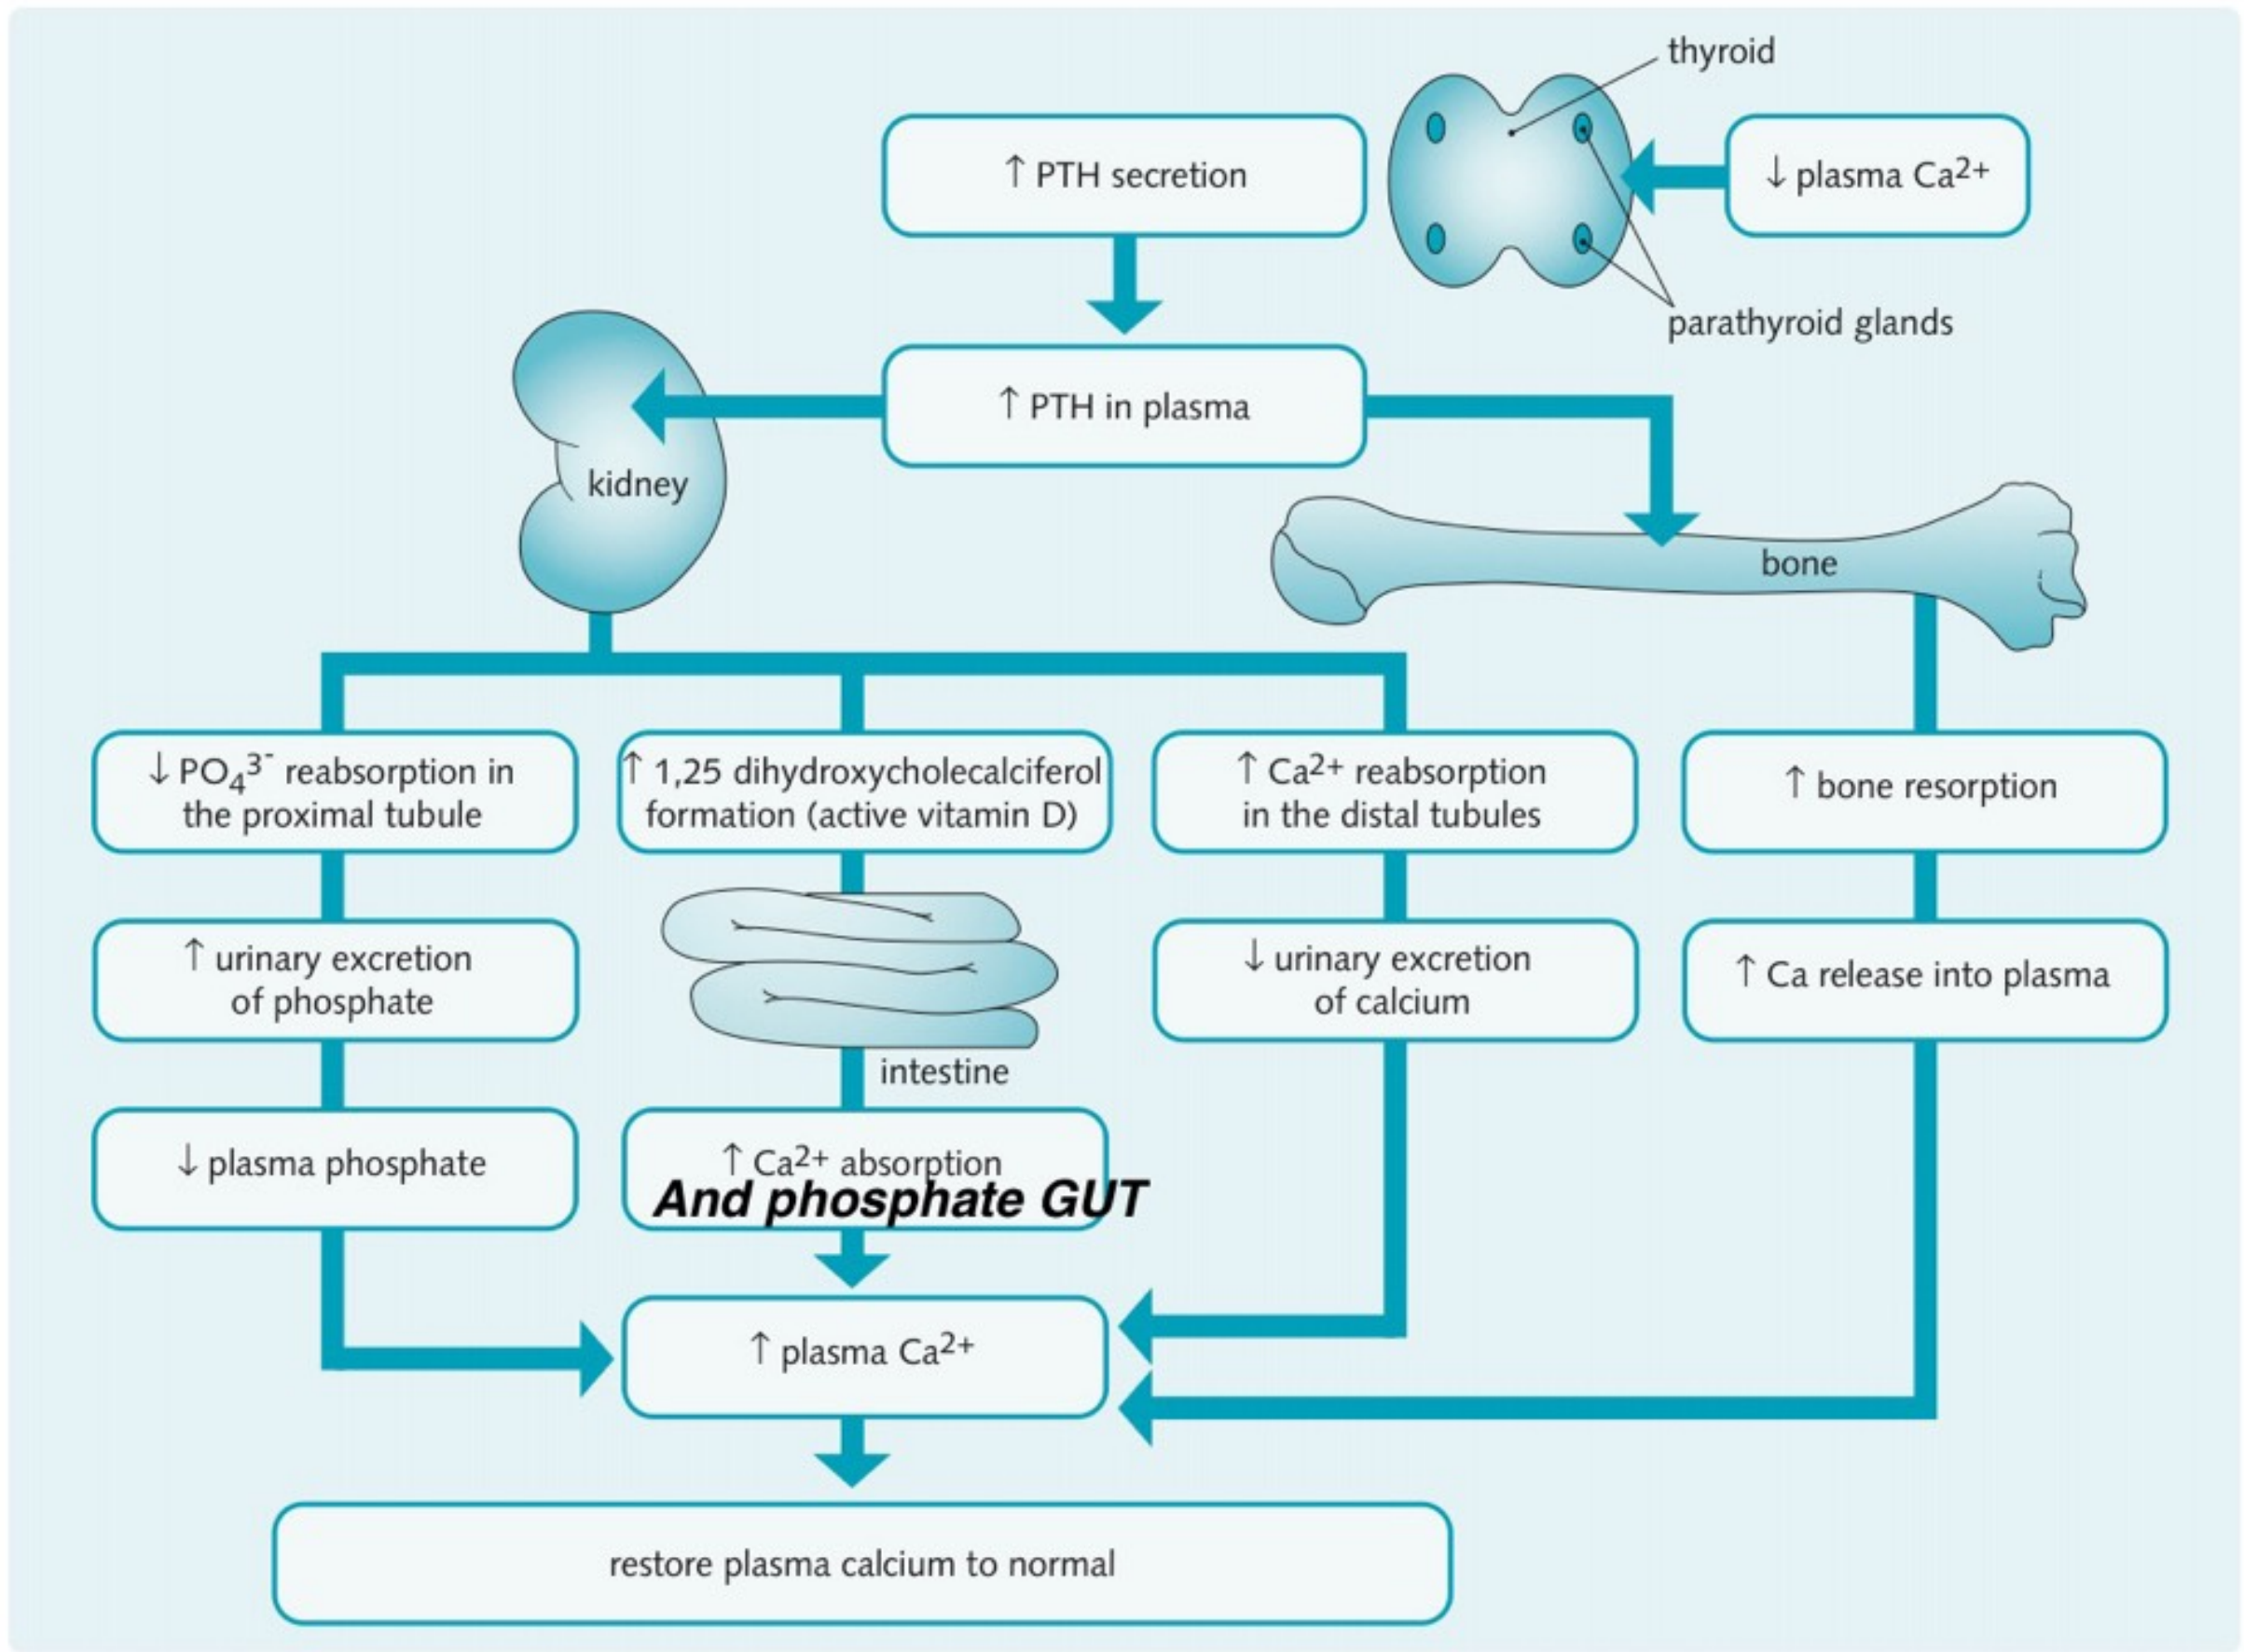 thyroid
↑ PTH secretion
↓ plasma Ca2+
parathyroid glands
↑ PTH in plasma
kidney
bone
↓ PO₄³⁻ reabsorption in
the proximal tubule
↑ 1,25 dihydroxycholecalciferol
formation (active vitamin D)
↑ Ca2+ reabsorption
in the distal tubules
↑ bone resorption
↑ urinary excretion
of phosphate
intestine
↓ urinary excretion
of calcium
↑ Ca release into plasma
↓ plasma phosphate
↑ Ca2+ absorption
And phosphate GUT
↑ plasma Ca2+
restore plasma calcium to normal